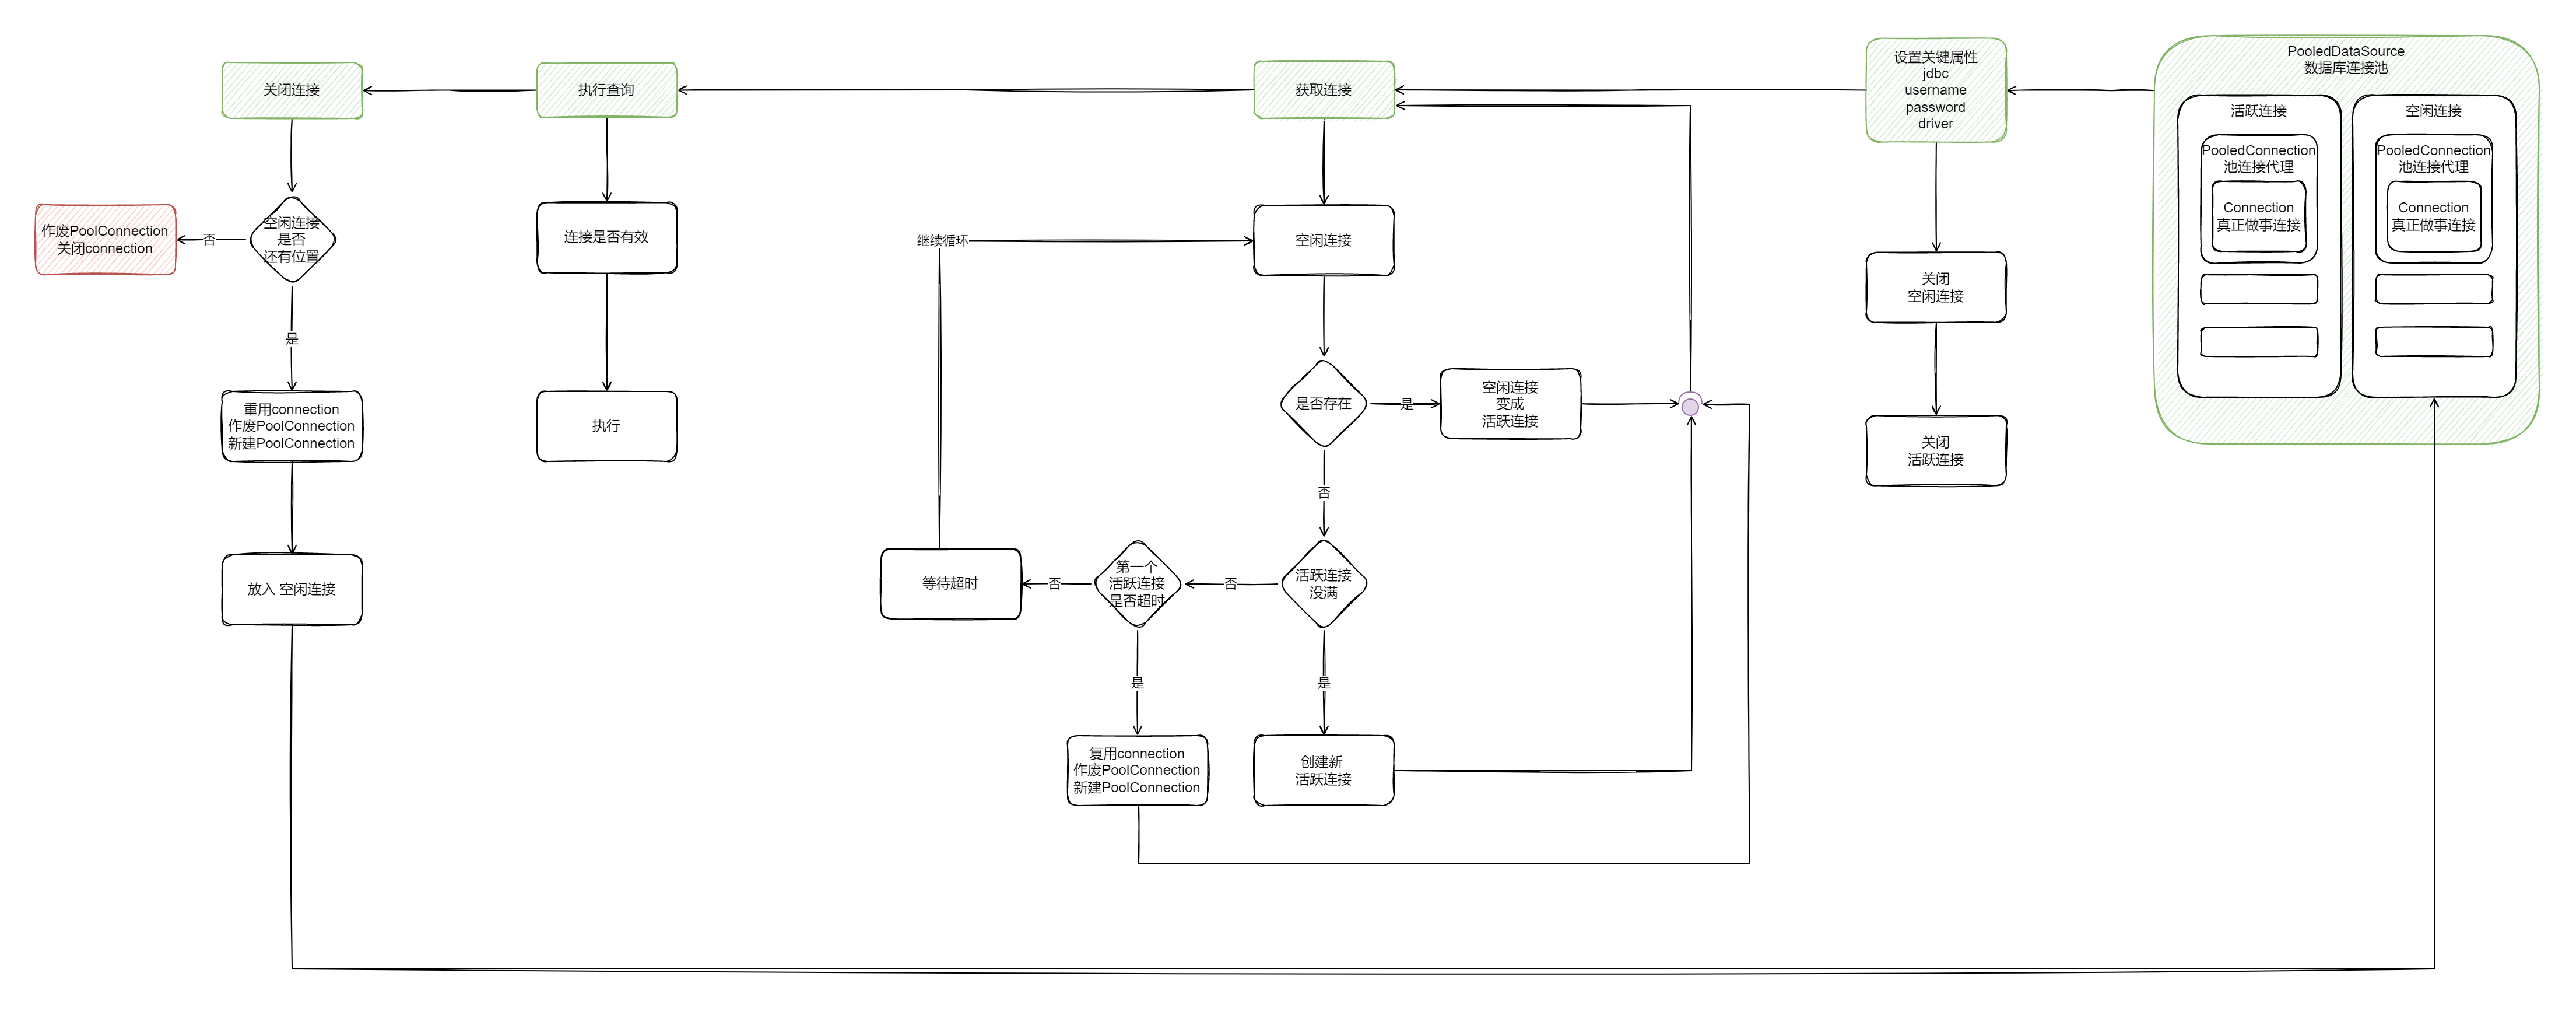 关闭连接
执行查询
获取连接
设置关键属性
jdbc
username
password
driver
PooledDataSource
数据库连接池
活跃连接
PooledConnection
池连接代理
Connection
真正做事连接
空闲连接
PooledConnection
池连接代理
Connection
真正做事连接
作废PoolConnection
关闭connection
否
空闲连接
是否
还有位置
是
重用connection
作废PoolConnection
新建PoolConnection
放入 空闲连接
连接是否有效
执行
继续循环
空闲连接
是否存在
是
空闲连接
变成
活跃连接
否
等待超时
否
第一个
活跃连接
是否超时
否
活跃连接
没满
是
是
复用connection
作废PoolConnection
新建PoolConnection
创建新
活跃连接
关闭
空闲连接
关闭
活跃连接